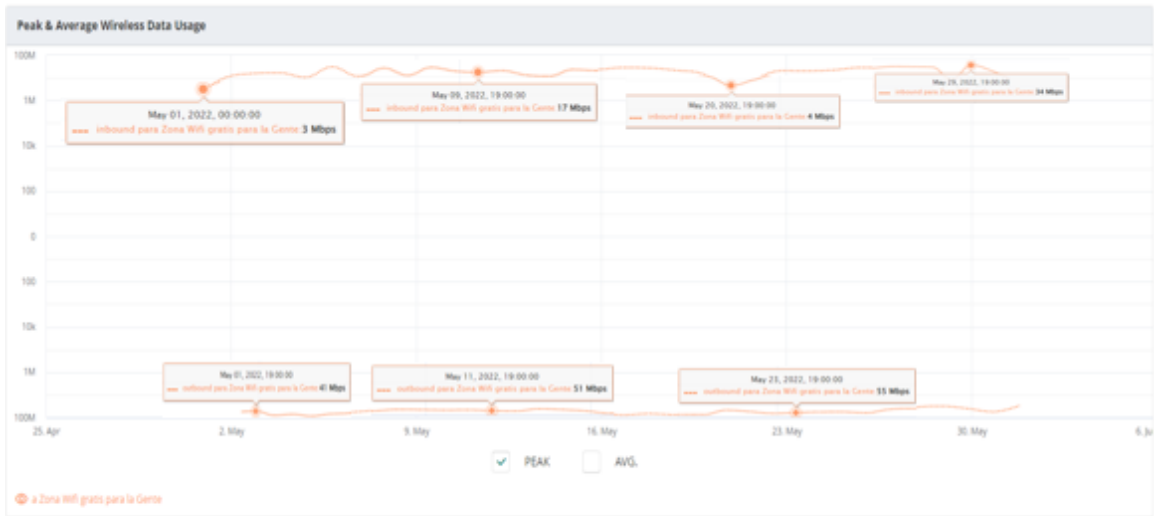 Peak & Average Wireless Data Usage
100M
1M
10k
100
0
100
10k
1M
100M
May 01, 2022, 00:00:00
inbound para Zona Wifi gratis para la Gente 3 Mbps
May 09, 2022, 19:00:00
inbound para Zona Wifi gratis para la Gente 17 Mbps
May 20, 2022, 19:00:00
inbound para Zona Wifi gratis para la Gente 4 Mbps
May 29, 2022, 19:00:00
inbound para Zona Wifi gratis para la Gente 34 Mbps
May 01, 2022, 19:00:00
outbound para Zona Wifi gratis para la Gente 41 Mbps
May 11, 2022, 19:00:00
outbound para Zona Wifi gratis para la Gente 51 Mbps
May 23, 2022, 19:00:00
outbound para Zona Wifi gratis para la Gente 55 Mbps
25. Apr
2. May
9. May
16. May
23. May
30. May
6. Ju
PEAK
AVG.
a Zona Wifi gratis para la Gente